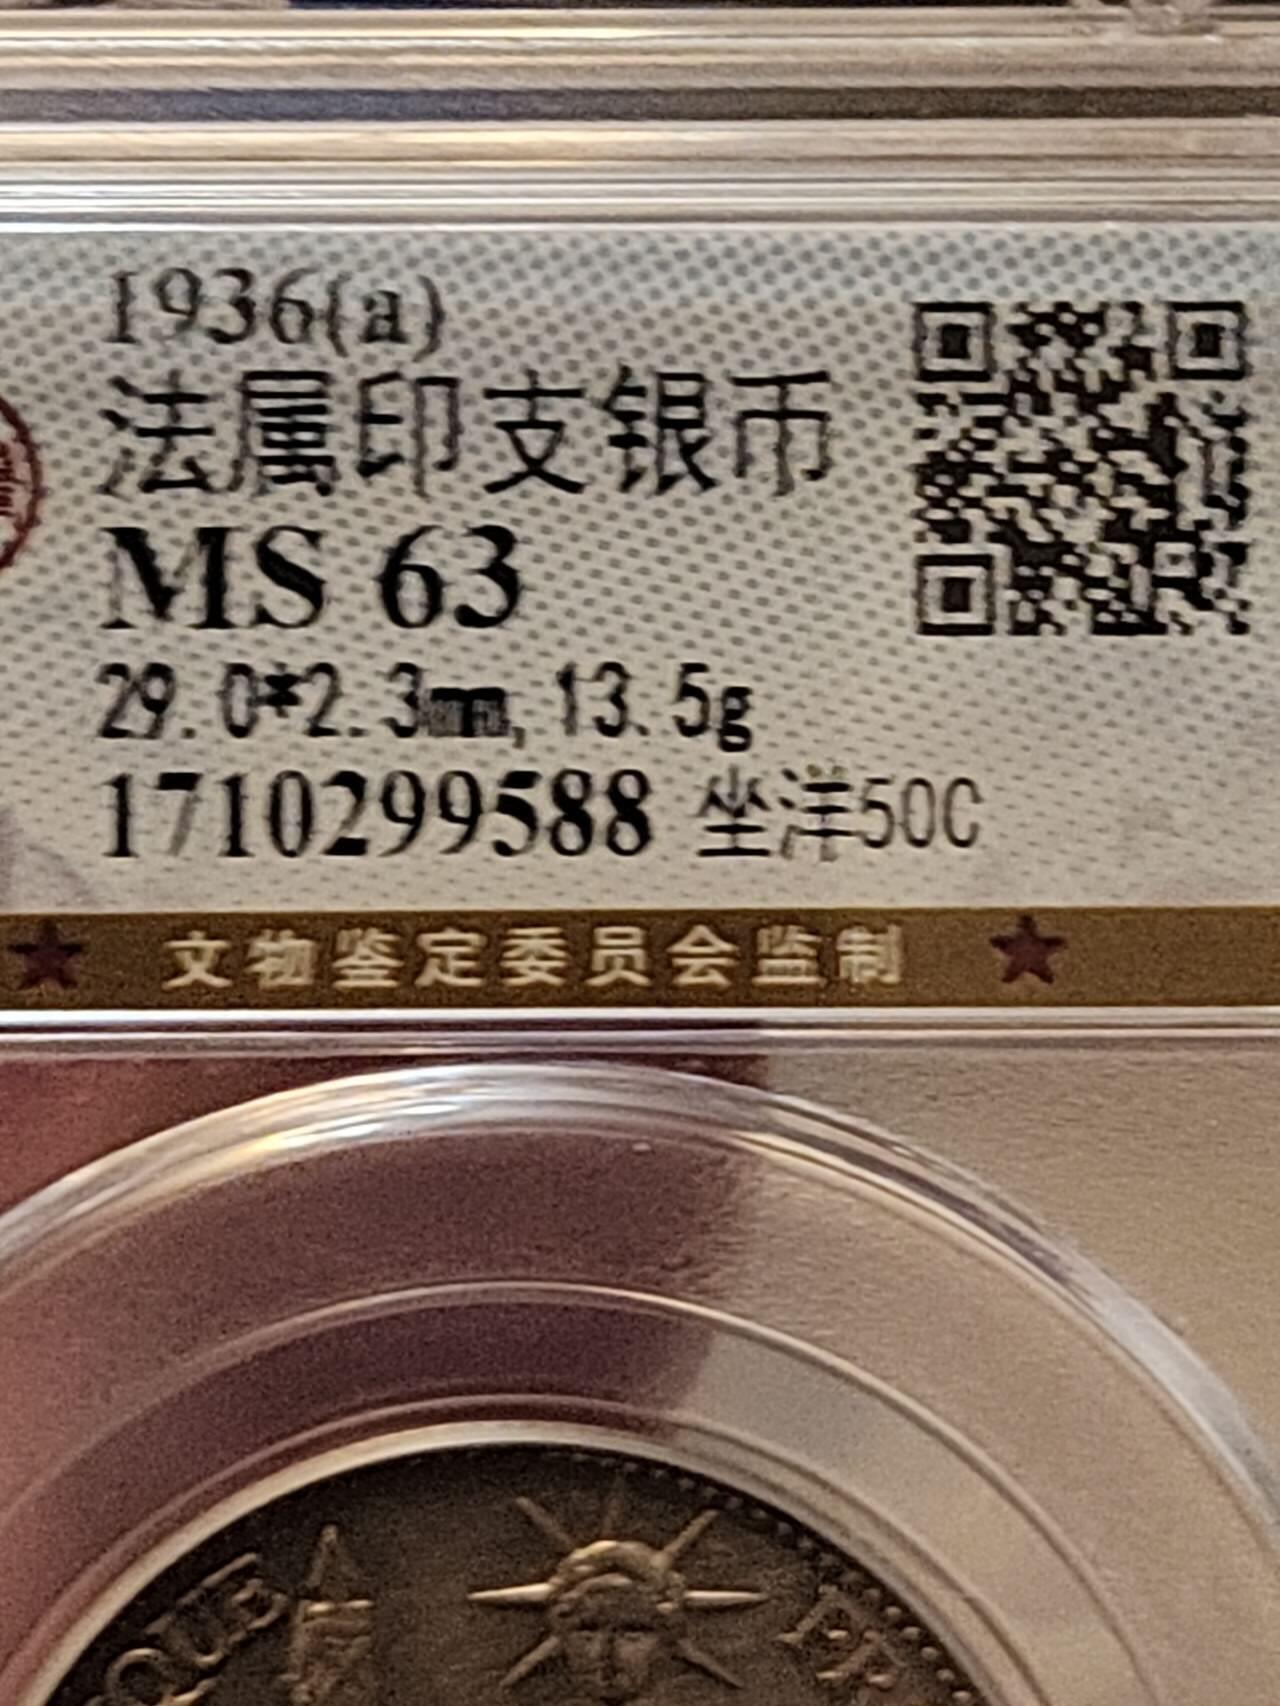 1936(a)
法属印支银币
MS 63
29.0*2.3mm,13.5g
1710299588 坐洋50C
★ 文物鉴定委员会监制 ★
QUE